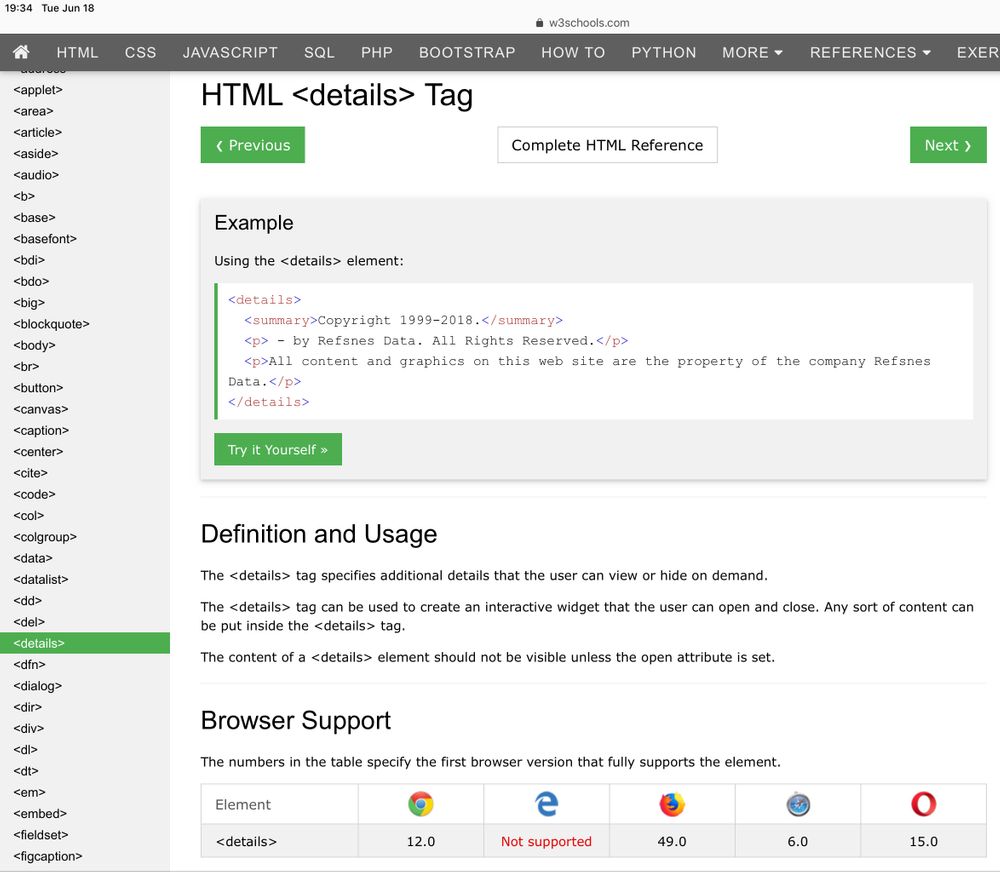 19:34 Tue Jun 18
w3schools.com
HTML CSS JAVASCRIPT SQL PHP BOOTSTRAP HOW TO PYTHON MORE REFERENCES EXER
<address>
<applet>
<area>
<article>
<aside>
<audio>
<b>
<base>
<basefont>
<bdi>
<bdo>
<big>
<blockquote>
<body>
<br>
<button>
<canvas>
<caption>
<center>
<cite>
<code>
<col>
<colgroup>
<data>
<datalist>
<dd>
<del>
<details>
<dfn>
<dialog>
<dir>
<div>
<dl>
<dt>
<em>
<embed>
<fieldset>
<figcaption>
HTML <details> Tag
❮ Previous
Complete HTML Reference
Next ❯
Example
Using the <details> element:
<details>
<summary>Copyright 1999-2018.</summary>
<p> - by Refsnes Data. All Rights Reserved.</p>
<p>All content and graphics on this web site are the property of the company Refsnes
Data.</p>
</details>
Try it Yourself »
Definition and Usage
The <details> tag specifies additional details that the user can view or hide on demand.
The <details> tag can be used to create an interactive widget that the user can open and close. Any sort of content can
be put inside the <details> tag.
The content of a <details> element should not be visible unless the open attribute is set.
Browser Support
The numbers in the table specify the first browser version that fully supports the element.
Element
<details> 12.0 Not supported 49.0 6.0 15.0